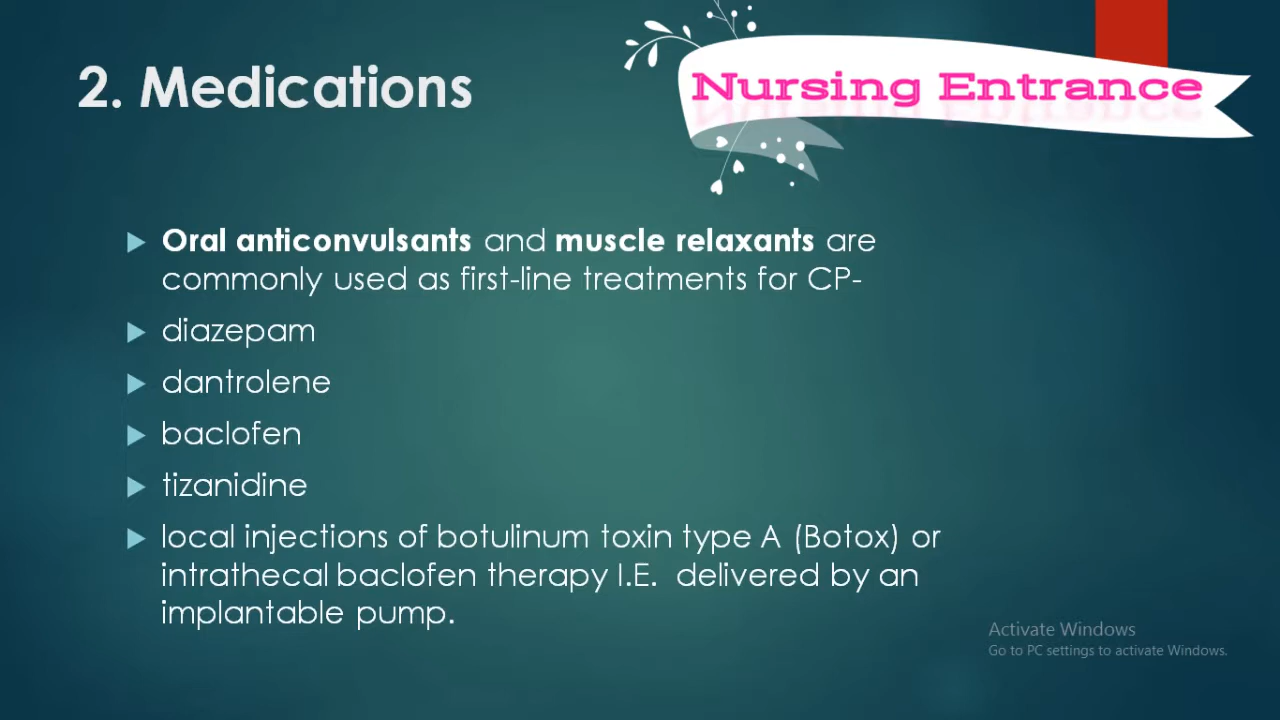 2. Medications
Nursing Entrance
Oral anticonvulsants and muscle relaxants are
commonly used as first-line treatments for CP-
diazepam
dantrolene
baclofen
tizanidine
local injections of botulinum toxin type A (Botox) or
intrathecal baclofen therapy I.E. delivered by an
implantable pump.
Activate Windows
Go to PC settings to activate Windows.